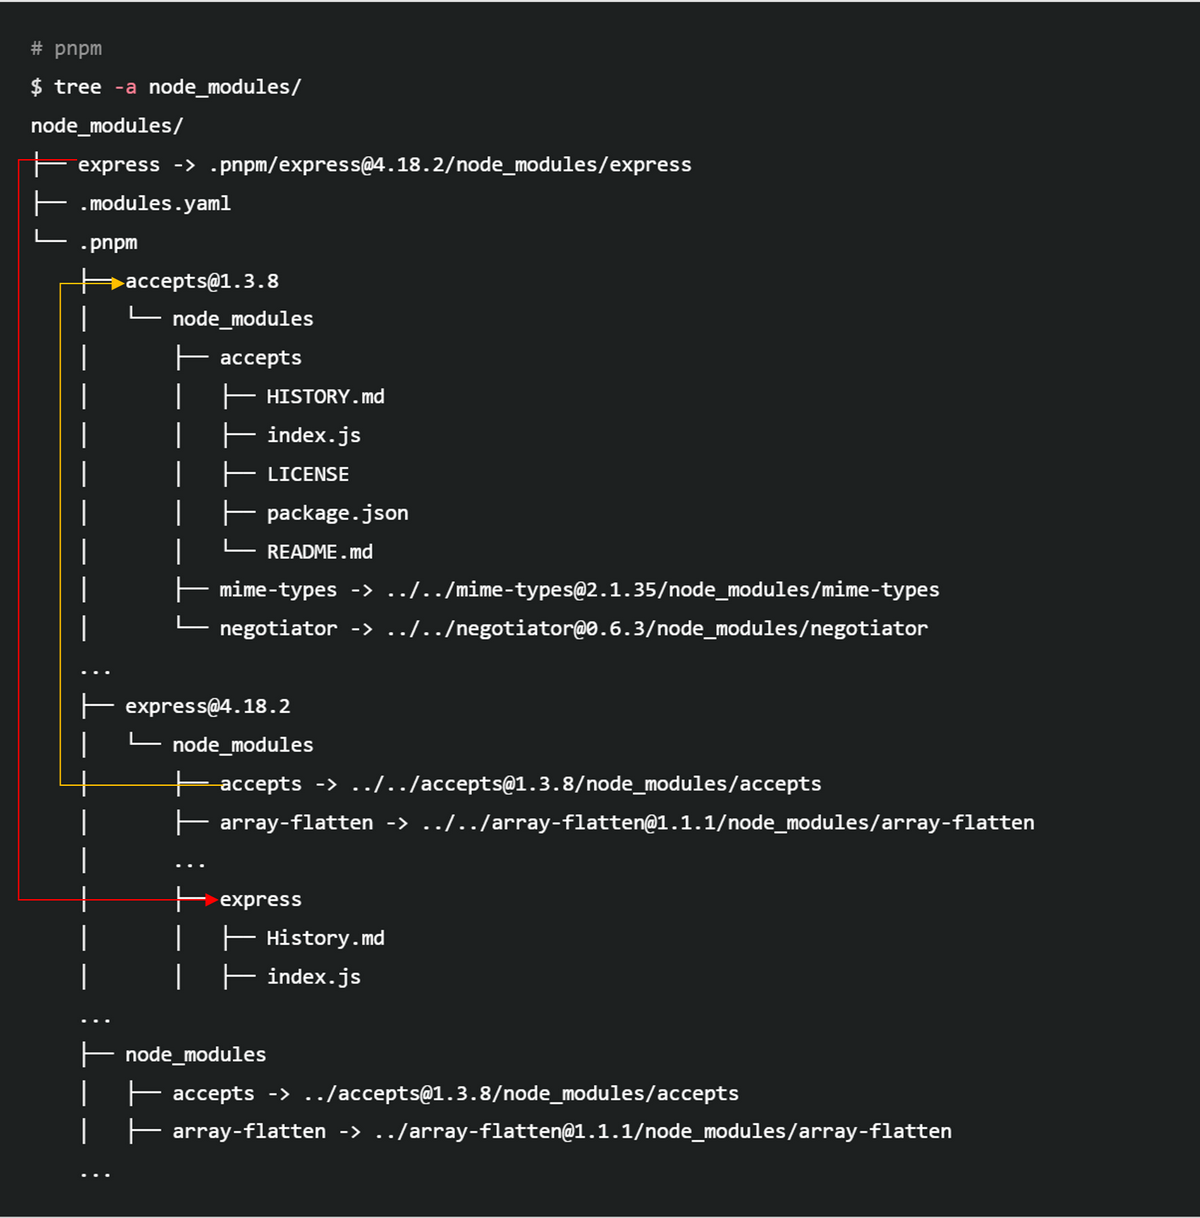 # pnpm
$ tree -a node_modules/
node_modules/
├── express -> .pnpm/express@4.18.2/node_modules/express
├── .modules.yaml
└── .pnpm
    ├── accepts@1.3.8
    │   └── node_modules
    │       ├── accepts
    │       │   ├── HISTORY.md
    │       │   ├── index.js
    │       │   ├── LICENSE
    │       │   ├── package.json
    │       │   └── README.md
    │       ├── mime-types -> ../../mime-types@2.1.35/node_modules/mime-types
    │       └── negotiator -> ../../negotiator@0.6.3/node_modules/negotiator
    ...
    ├── express@4.18.2
    │   └── node_modules
    │       ├── accepts -> ../../accepts@1.3.8/node_modules/accepts
    │       ├── array-flatten -> ../../array-flatten@1.1.1/node_modules/array-flatten
    │       ...
    │       ├── express
    │       │   ├── History.md
    │       │   ├── index.js
    ...
    ├── node_modules
    │   ├── accepts -> ../accepts@1.3.8/node_modules/accepts
    │   ├── array-flatten -> ../array-flatten@1.1.1/node_modules/array-flatten
    ...